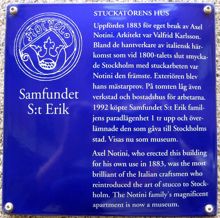 STUCKATÖRENS HUS
Uppfördes 1883 för eget bruk av Axel
Notini. Arkitekt var Valfrid Karlsson.
Bland de hantverkare av italiensk här-
komst som vid 1800-talets slut smycka-
de Stockholm med stuckarbeten var
Notini den främste. Exteriören blev
hans mästarprov. På tomten låg även
verkstad och bostadshus för arbetarna.
1992 köpte Samfundet S:t Erik famil-
jens paradlägenhet 1 tr upp och över-
lämnade den som gåva till Stockholms
stad. Visas nu som museum.
Axel Notini, who erected this building
for his own use in 1883, was the most
brilliant of the Italian craftsmen who
reintroduced the art of stucco to Stock-
holm. The Notini family's magnificent
apartment is now a museum.
Samfundet
S:t Erik